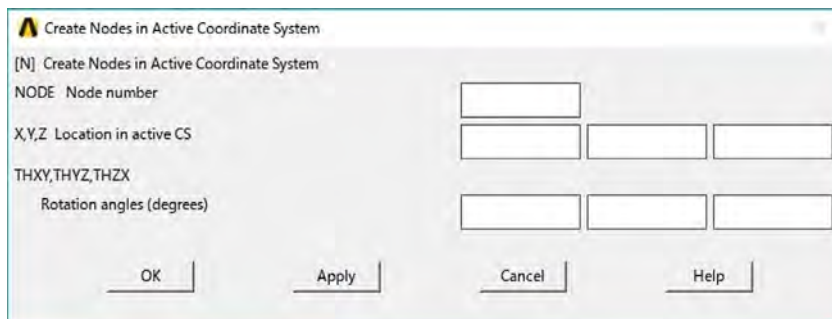 Create Nodes in Active Coordinate System
[N] Create Nodes in Active Coordinate System
NODE Node number
X,Y,Z Location in active CS
THXY,THYZ,THZX
Rotation angles (degrees)
OK Apply Cancel Help